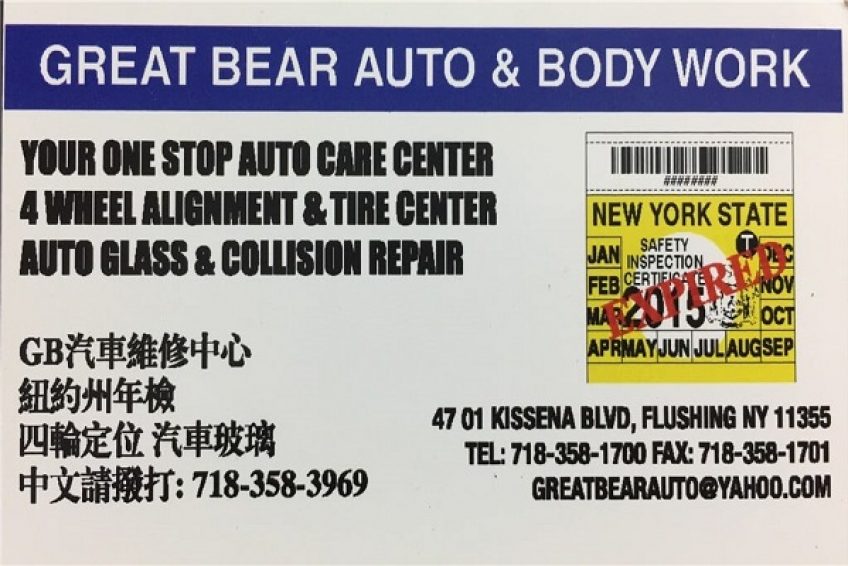 GREAT BEAR AUTO & BODY WORK
YOUR ONE STOP AUTO CARE CENTER
4 WHEEL ALIGNMENT & TIRE CENTER
AUTO GLASS & COLLISION REPAIR
GB汽車維修中心
紐約州年檢
四輪定位 汽車玻璃
中文請撥打: 718-358-3969
########
NEW YORK STATE
SAFETY
INSPECTION
CERTIFICATE
2015
T
EXPIRED
JAN
FEB
MAR
APR MAY JUN JUL AUG SEP
OCT
NOV
DEC
47 01 KISSENA BLVD, FLUSHING NY 11355
TEL: 718-358-1700 FAX: 718-358-1701
GREATBEARAUTO@YAHOO.COM